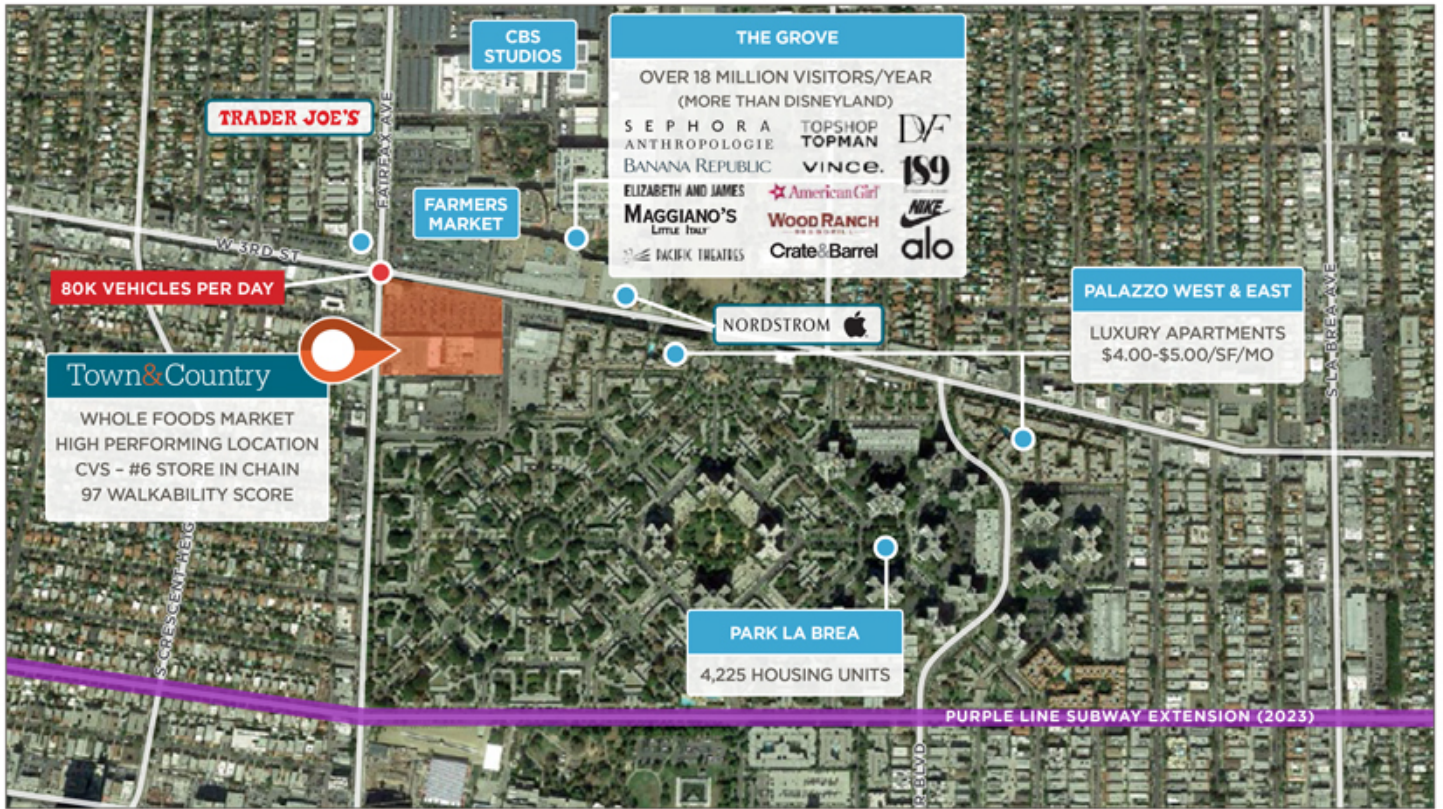 CBS
STUDIOS
THE GROVE
OVER 18 MILLION VISITORS/YEAR
(MORE THAN DISNEYLAND)
SEPHORA
ANTHROPOLOGIE
BANANA REPUBLIC
ELIZABETH AND JAMES
MAGGIANO'S
LITTLE ITALY
PACIFIC THEATRES
TOPSHOP
TOPMAN
VINCE.
American Girl
WOOD RANCH
Crate&Barrel
D/F
189
NIKE
alo
TRADER JOE'S
FAIRFAX AVE
FARMERS
MARKET
W 3RD ST
80K VEHICLES PER DAY
NORDSTROM
PALAZZO WEST & EAST
LUXURY APARTMENTS
$4.00-$5.00/SF/MO
S LA BREA AVE
Town&Country
WHOLE FOODS MARKET
HIGH PERFORMING LOCATION
CVS – #6 STORE IN CHAIN
97 WALKABILITY SCORE
S CRESCENT HEIG
PARK LA BREA
4,225 HOUSING UNITS
PURPLE LINE SUBWAY EXTENSION (2023)
R BLVD